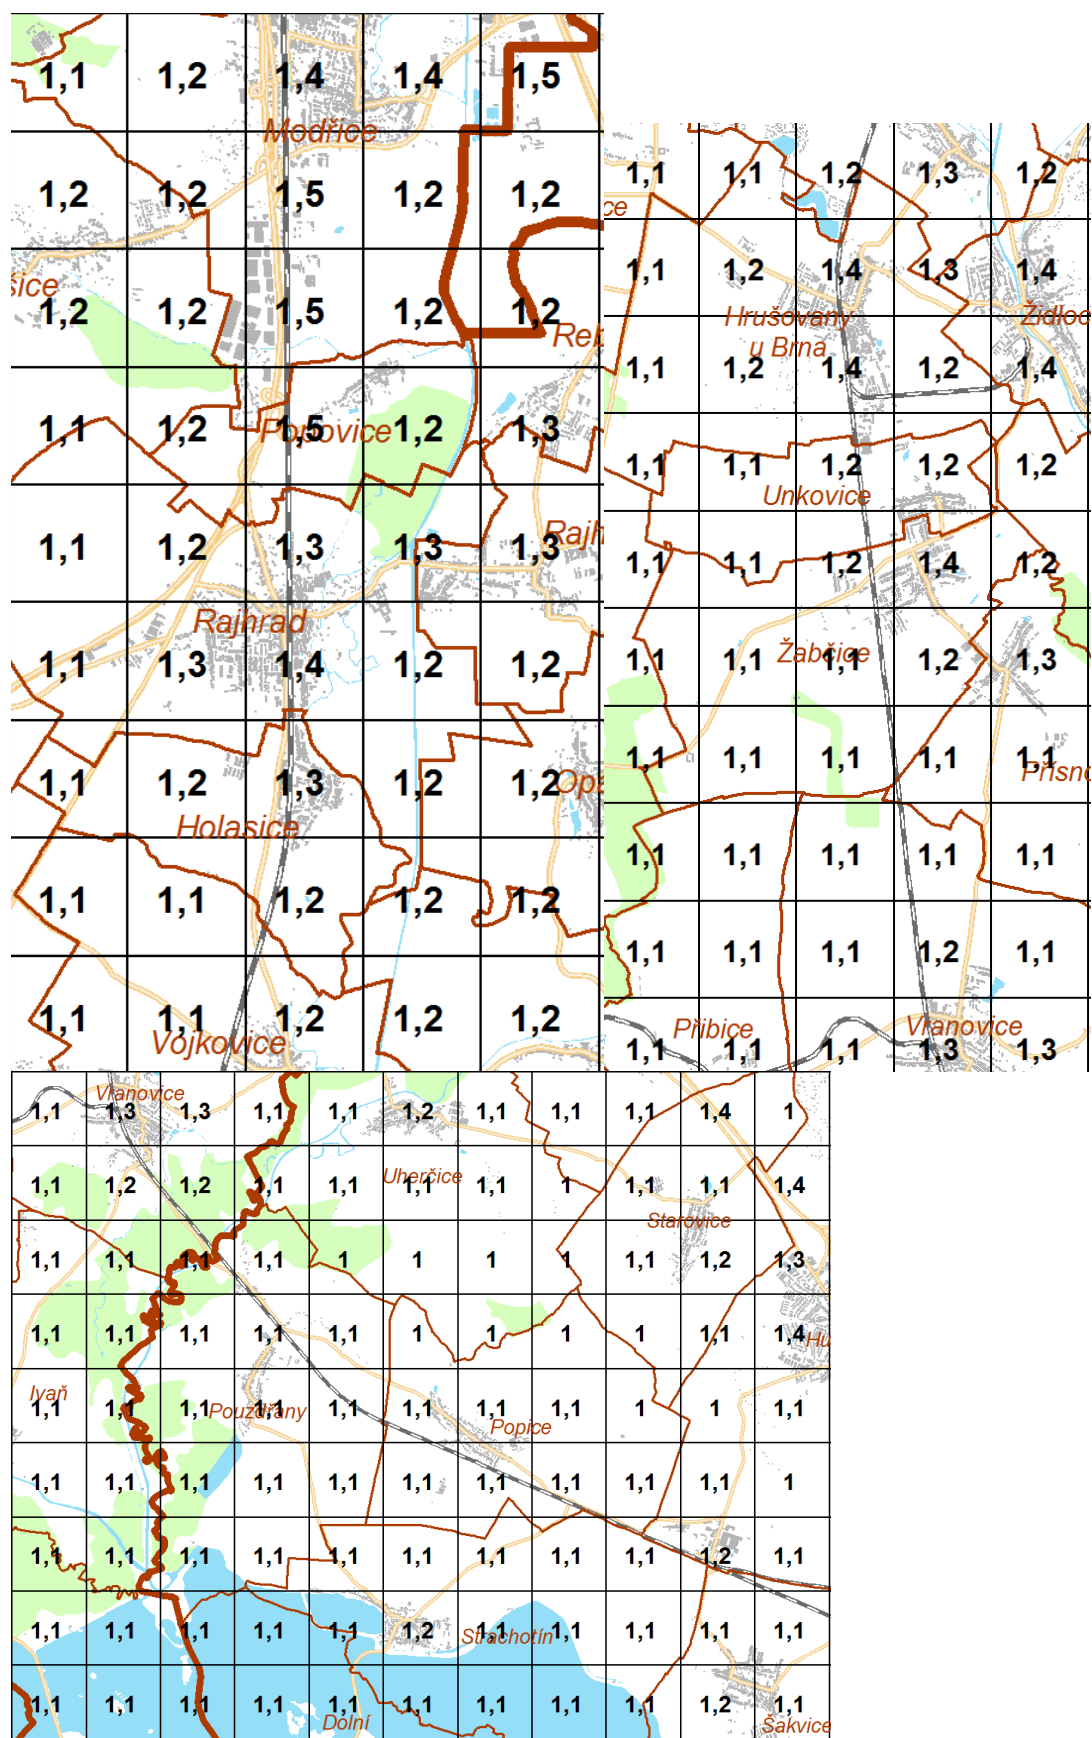 1,1 1,2 1,4 1,4 1,5
Modřice
1,2 1,2 1,5 1,2 1,2
šice
1,2 1,2 1,5 1,2 1,2
Reb
1,1 1,2 1,5 1,2 1,3
Popovice
1,1 1,2 1,3 1,3 1,3
Rajh
Rajhrad
1,1 1,3 1,4 1,2 1,2
1,1 1,2 1,3 1,2 1,2
Opa
Holasice
1,1 1,1 1,2 1,2 1,2
1,1 1,1 1,2 1,2 1,2
Vojkovice
1,1 1,1 1,2 1,3 1,2
ce
1,1 1,2 1,4 1,3 1,4
Hrušovany
u Brna
Židloc
1,1 1,2 1,4 1,2 1,4
1,1 1,1 1,2 1,2 1,2
Unkovice
1,1 1,1 1,2 1,4 1,2
Žabčice
1,1 1,1 1,1 1,2 1,3
1,1 1,1 1,1 1,1 1,1
Přísno
1,1 1,1 1,1 1,1 1,1
1,1 1,1 1,1 1,2 1,1
Přibice Vranovice
1,1 1,1 1,1 1,3 1,3
Vranovice
1,1 1,3 1,3 1,1 1,1 1,2 1,1 1,1 1,1 1,4 1
Uherčice
1,1 1,2 1,2 1,1 1,1 1,1 1,1 1 1,1 1,1 1,4
Starovice
1,1 1,1 1,1 1,1 1 1 1 1 1,1 1,2 1,3
1,1 1,1 1,1 1,1 1,1 1 1 1 1 1,1 1,4
Hu
Ivaň
1,1 1,1 1,1 1,1 1,1 1,1 1,1 1,1 1 1 1,1
Pouzdřany Popice
1,1 1,1 1,1 1,1 1,1 1,1 1,1 1,1 1,1 1,1 1
1,1 1,1 1,1 1,1 1,1 1,1 1,1 1,1 1,1 1,2 1,1
1,1 1,1 1,1 1,1 1,1 1,2 1,1 1,1 1,1 1,1 1,1
Strachotín
1,1 1,1 1,1 1,1 1,1 1,1 1,1 1,1 1,1 1,2 1,1
Dolní Šakvice